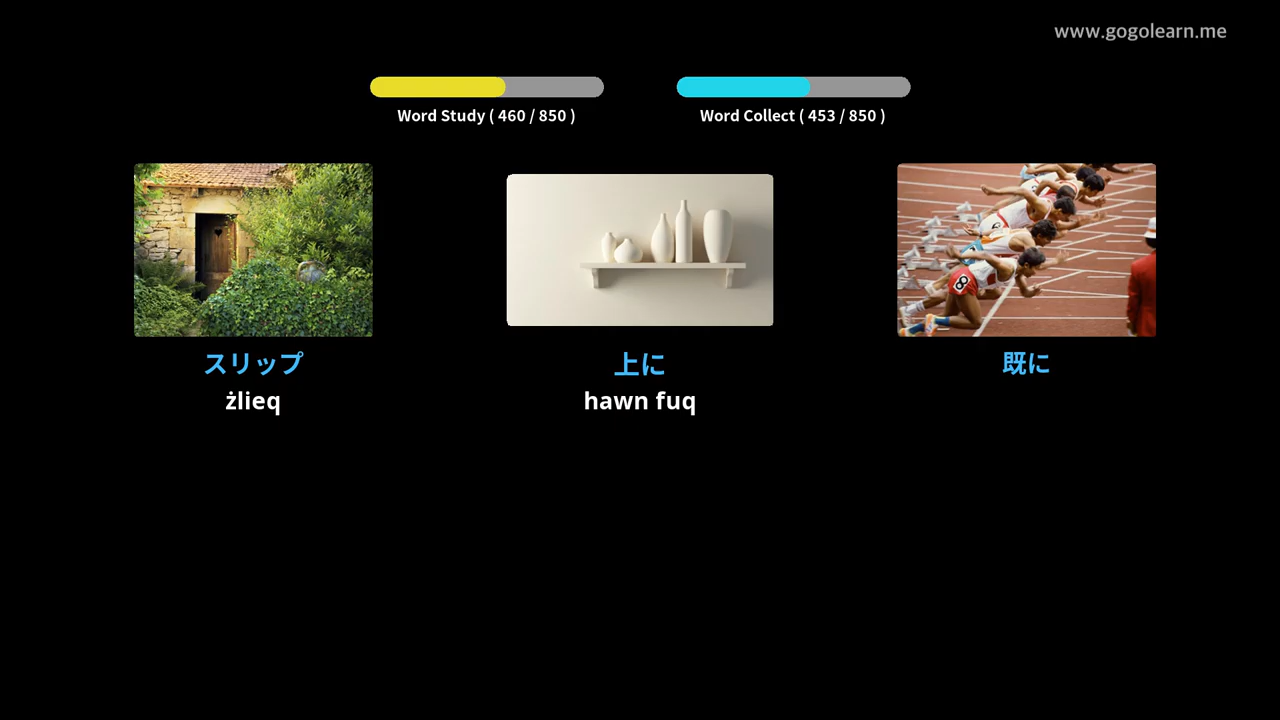 www.gogolearn.me
Word Study ( 460 / 850 )
Word Collect ( 453 / 850 )
スリップ
żlieq
上に
hawn fuq
既に
8